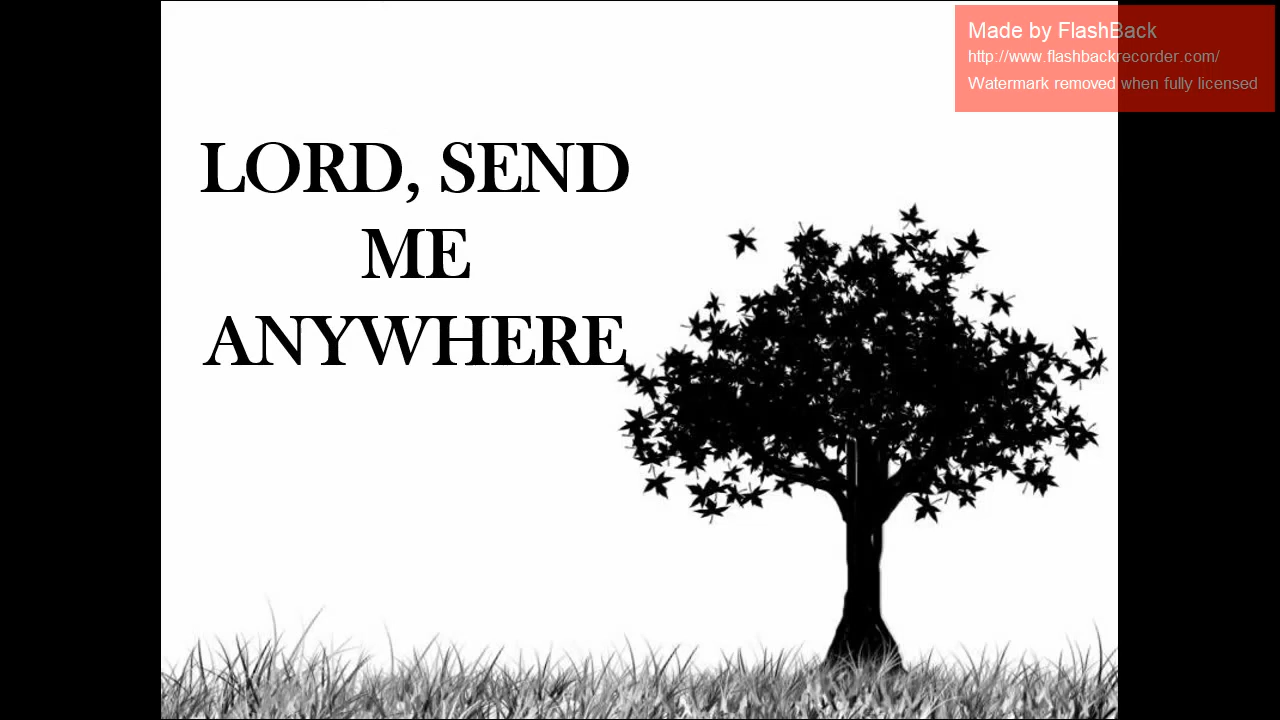 Made by FlashBack
http://www.flashbackrecorder.com/
Watermark removed when fully licensed
LORD, SEND
ME
ANYWHERE